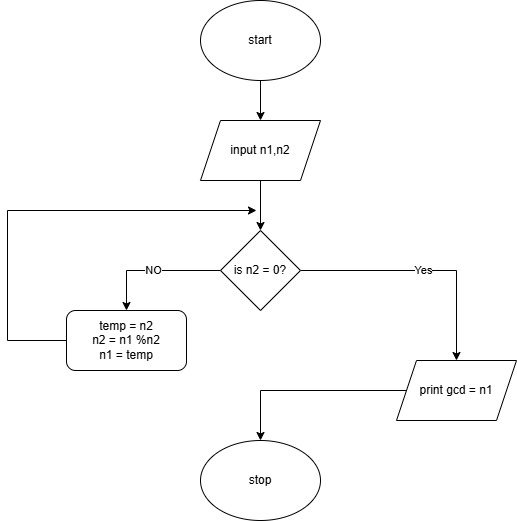 start
input n1,n2
is n2 = 0?
NO
Yes
temp = n2
n2 = n1 %n2
n1 = temp
print gcd = n1
stop